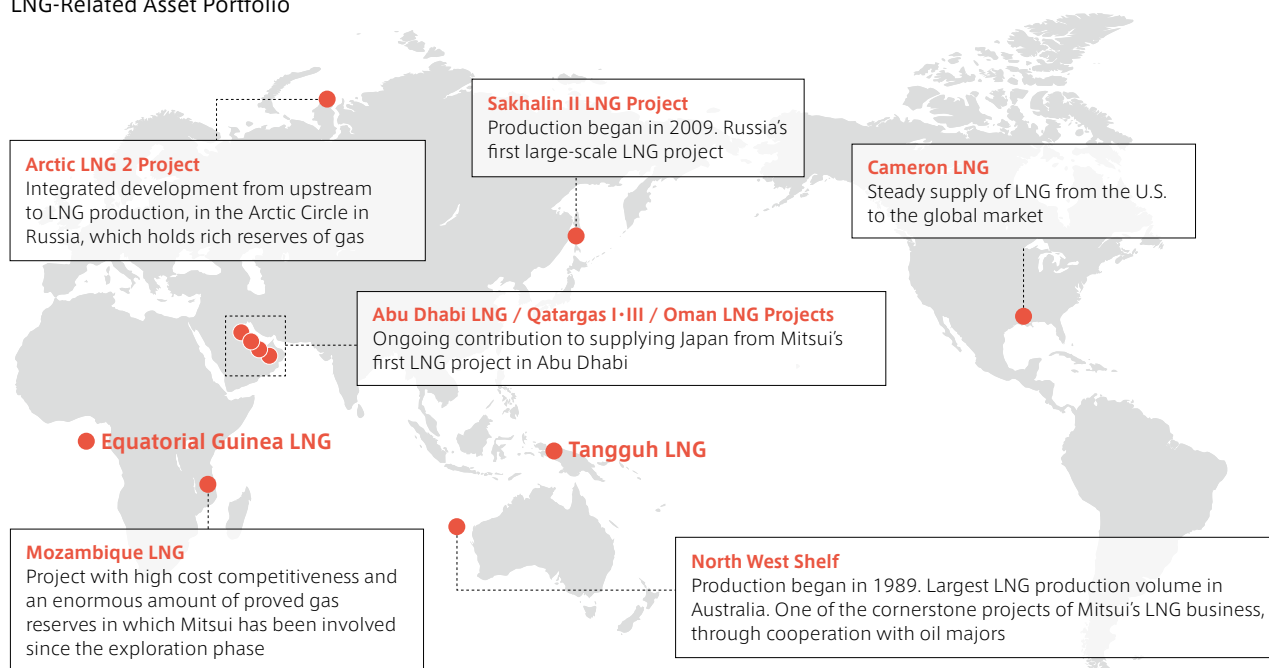 LNG-Related Asset Portfolio
Sakhalin II LNG Project
Production began in 2009. Russia's
first large-scale LNG project
Arctic LNG 2 Project
Integrated development from upstream
to LNG production, in the Arctic Circle in
Russia, which holds rich reserves of gas
Cameron LNG
Steady supply of LNG from the U.S.
to the global market
Abu Dhabi LNG / Qatargas I・III / Oman LNG Projects
Ongoing contribution to supplying Japan from Mitsui's
first LNG project in Abu Dhabi
Equatorial Guinea LNG
Tangguh LNG
Mozambique LNG
Project with high cost competitiveness and
an enormous amount of proved gas
reserves in which Mitsui has been involved
since the exploration phase
North West Shelf
Production began in 1989. Largest LNG production volume in
Australia. One of the cornerstone projects of Mitsui's LNG business,
through cooperation with oil majors